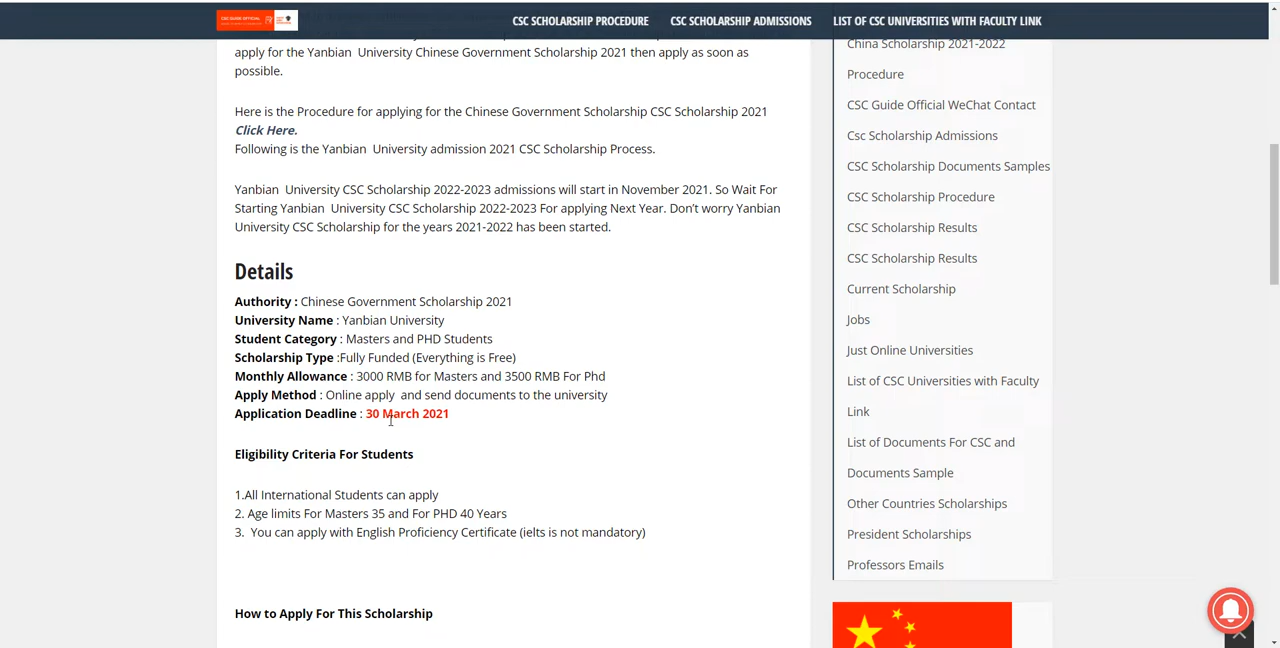 CSC GUIDE OFFICIAL
CSC SCHOLARSHIP PROCEDURE
CSC SCHOLARSHIP ADMISSIONS
LIST OF CSC UNIVERSITIES WITH FACULTY LINK
apply for the Yanbian  University Chinese Government Scholarship 2021 then apply as soon as
possible.
Here is the Procedure for applying for the Chinese Government Scholarship CSC Scholarship 2021
Click Here.
Following is the Yanbian  University admission 2021 CSC Scholarship Process.
Yanbian  University CSC Scholarship 2022-2023 admissions will start in November 2021. So Wait For
Starting Yanbian  University CSC Scholarship 2022-2023 For applying Next Year. Don’t worry Yanbian
University CSC Scholarship for the years 2021-2022 has been started.
Details
Authority : Chinese Government Scholarship 2021
University Name : Yanbian University
Student Category : Masters and PHD Students
Scholarship Type :Fully Funded (Everything is Free)
Monthly Allowance : 3000 RMB for Masters and 3500 RMB For Phd
Apply Method : Online apply  and send documents to the university
Application Deadline : 30 March 2021
Eligibility Criteria For Students
1.All International Students can apply
2. Age limits For Masters 35 and For PHD 40 Years
3.  You can apply with English Proficiency Certificate (ielts is not mandatory)
How to Apply For This Scholarship
China Scholarship 2021-2022
Procedure
CSC Guide Official WeChat Contact
Csc Scholarship Admissions
CSC Scholarship Documents Samples
CSC Scholarship Procedure
CSC Scholarship Results
CSC Scholarship Results
Current Scholarship
Jobs
Just Online Universities
List of CSC Universities with Faculty
Link
List of Documents For CSC and
Documents Sample
Other Countries Scholarships
President Scholarships
Professors Emails